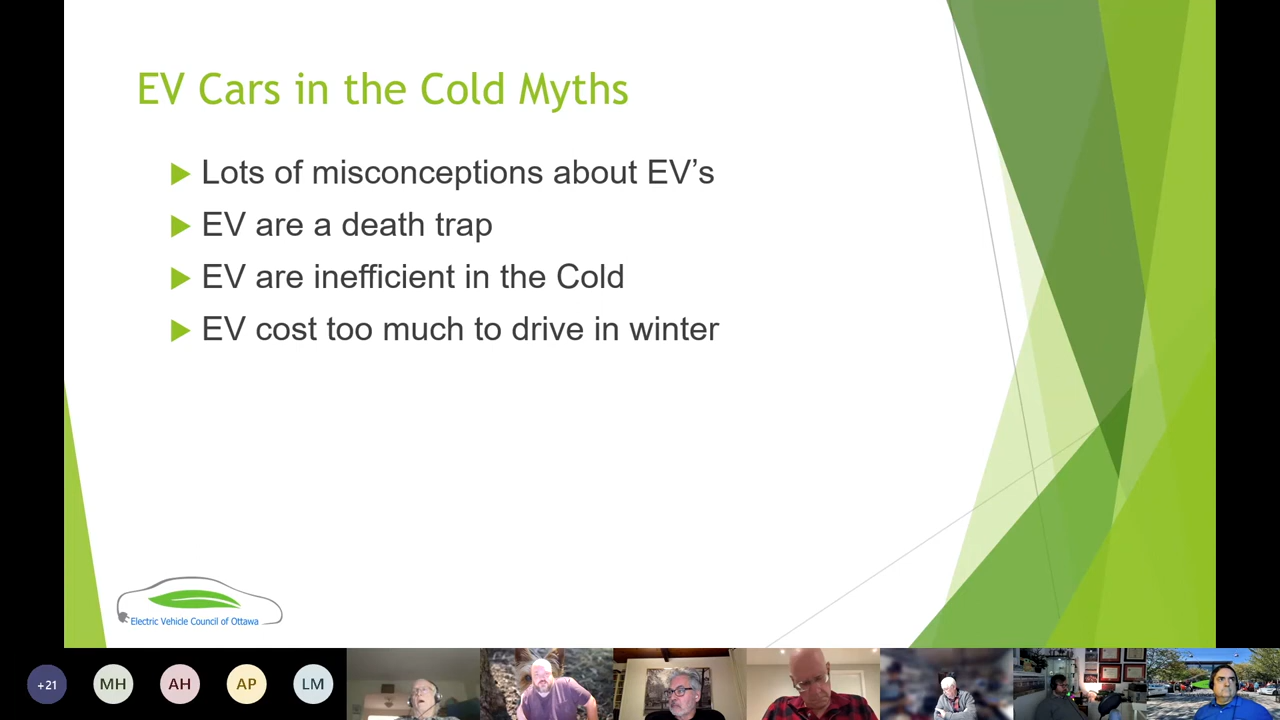 EV Cars in the Cold Myths
Lots of misconceptions about EV’s
EV are a death trap
EV are inefficient in the Cold
EV cost too much to drive in winter
Electric Vehicle Council of Ottawa
+21
MH
AH
AP
LM